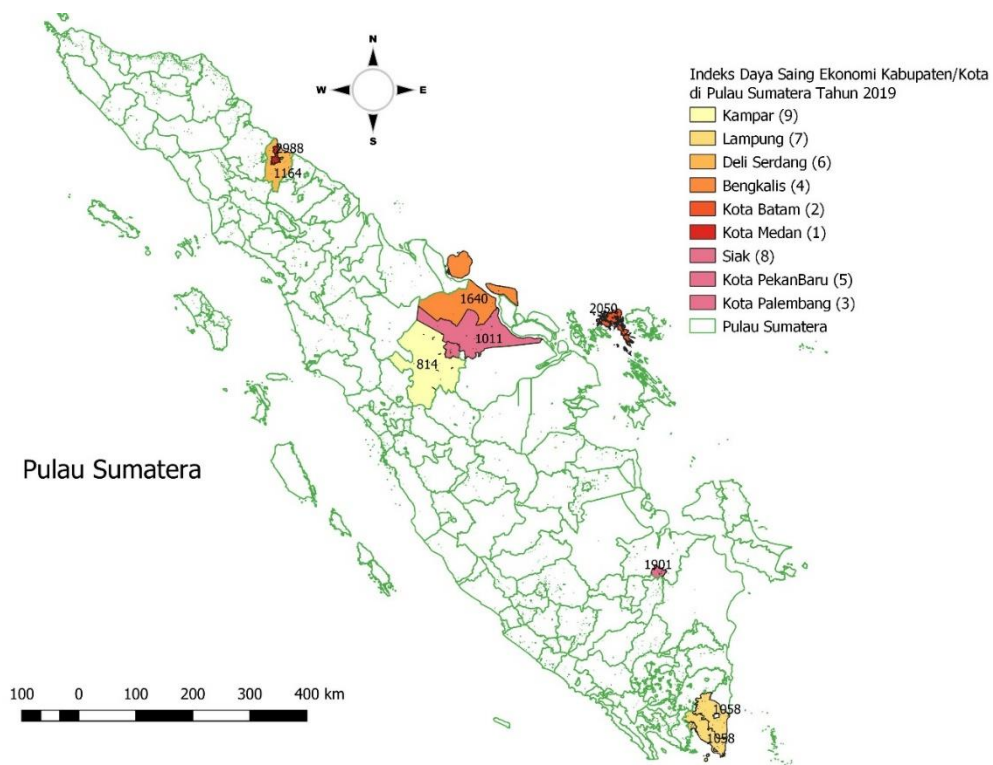 N
W E
S
Indeks Daya Saing Ekonomi Kabupaten/Kota
di Pulau Sumatera Tahun 2019
Kampar (9)
Lampung (7)
Deli Serdang (6)
Bengkalis (4)
Kota Batam (2)
Kota Medan (1)
Siak (8)
Kota PekanBaru (5)
Kota Palembang (3)
Pulau Sumatera
2988
1164
1640
2050
1011
814
Pulau Sumatera
1901
100 0 100 200 300 400 km
1058
1058